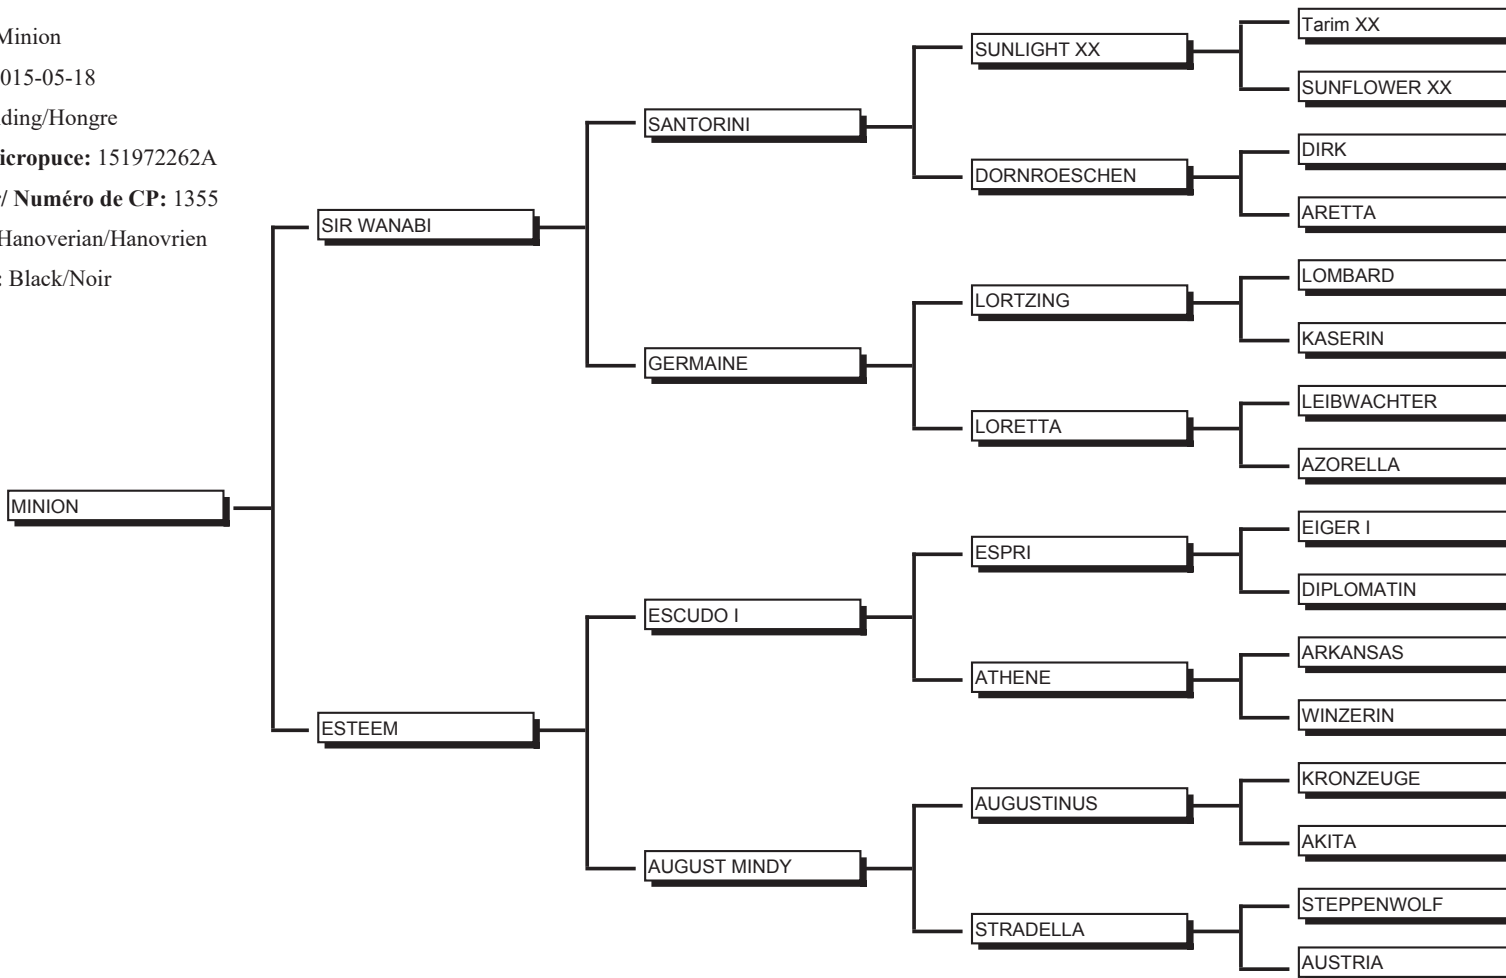 Minion
015-05-18
ding/Hongre
icropuce: 151972262A
/ Numéro de CP: 1355
Hanoverian/Hanovrien
: Black/Noir
MINION
SIR WANABI
ESTEEM
SANTORINI
GERMAINE
ESCUDO I
AUGUST MINDY
SUNLIGHT XX
DORNROESCHEN
LORTZING
LORETTA
ESPRI
ATHENE
AUGUSTINUS
STRADELLA
Tarim XX
SUNFLOWER XX
DIRK
ARETTA
LOMBARD
KASERIN
LEIBWACHTER
AZORELLA
EIGER I
DIPLOMATIN
ARKANSAS
WINZERIN
KRONZEUGE
AKITA
STEPPENWOLF
AUSTRIA